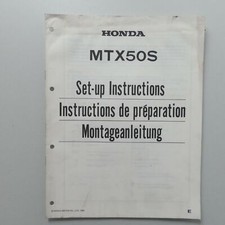 HONDA
MTX50S
Set-up Instructions
Instructions de préparation
Montageanleitung
E